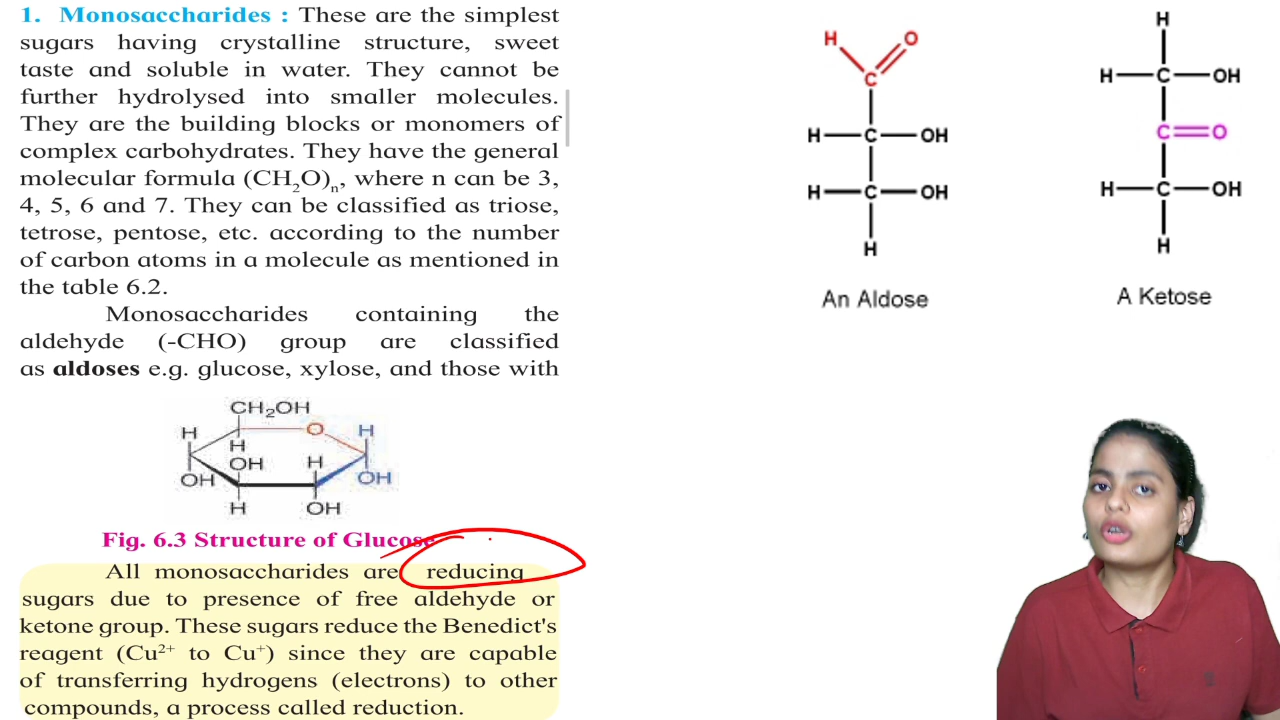 1. Monosaccharides : These are the simplest
sugars having crystalline structure, sweet
taste and soluble in water. They cannot be
further hydrolysed into smaller molecules.
They are the building blocks or monomers of
complex carbohydrates. They have the general
molecular formula (CH₂O)ₙ, where n can be 3,
4, 5, 6 and 7. They can be classified as triose,
tetrose, pentose, etc. according to the number
of carbon atoms in a molecule as mentioned in
the table 6.2.
Monosaccharides containing the
aldehyde (-CHO) group are classified
as aldoses e.g. glucose, xylose, and those with
CH₂OH
H O H
H
OH H
OH OH
H OH
Fig. 6.3 Structure of Glucose
All monosaccharides are reducing
sugars due to presence of free aldehyde or
ketone group. These sugars reduce the Benedict's
reagent (Cu²⁺ to Cu⁺) since they are capable
of transferring hydrogens (electrons) to other
compounds, a process called reduction.
H O
C
H C OH
H C OH
H
An Aldose
H
H C OH
C O
H C OH
H
A Ketose